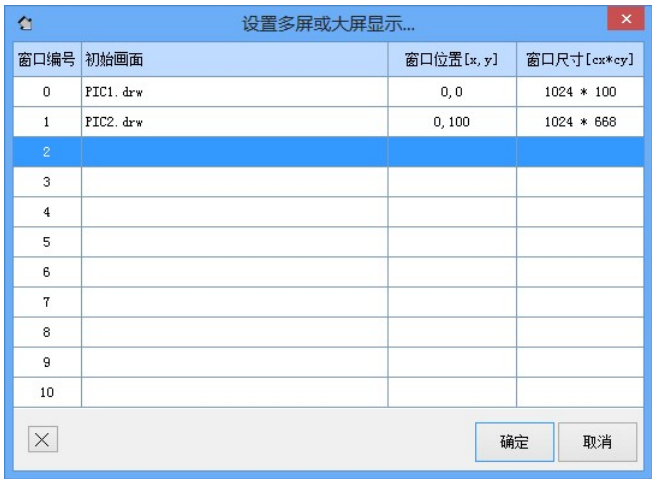 设置多屏或大屏显示...
窗口编号 初始画面 窗口位置[x, y] 窗口尺寸[cx*cy]
0 PIC1. drw 0, 0 1024 * 100
1 PIC2. drw 0, 100 1024 * 668
2
3
4
5
6
7
8
9
10
确定 取消